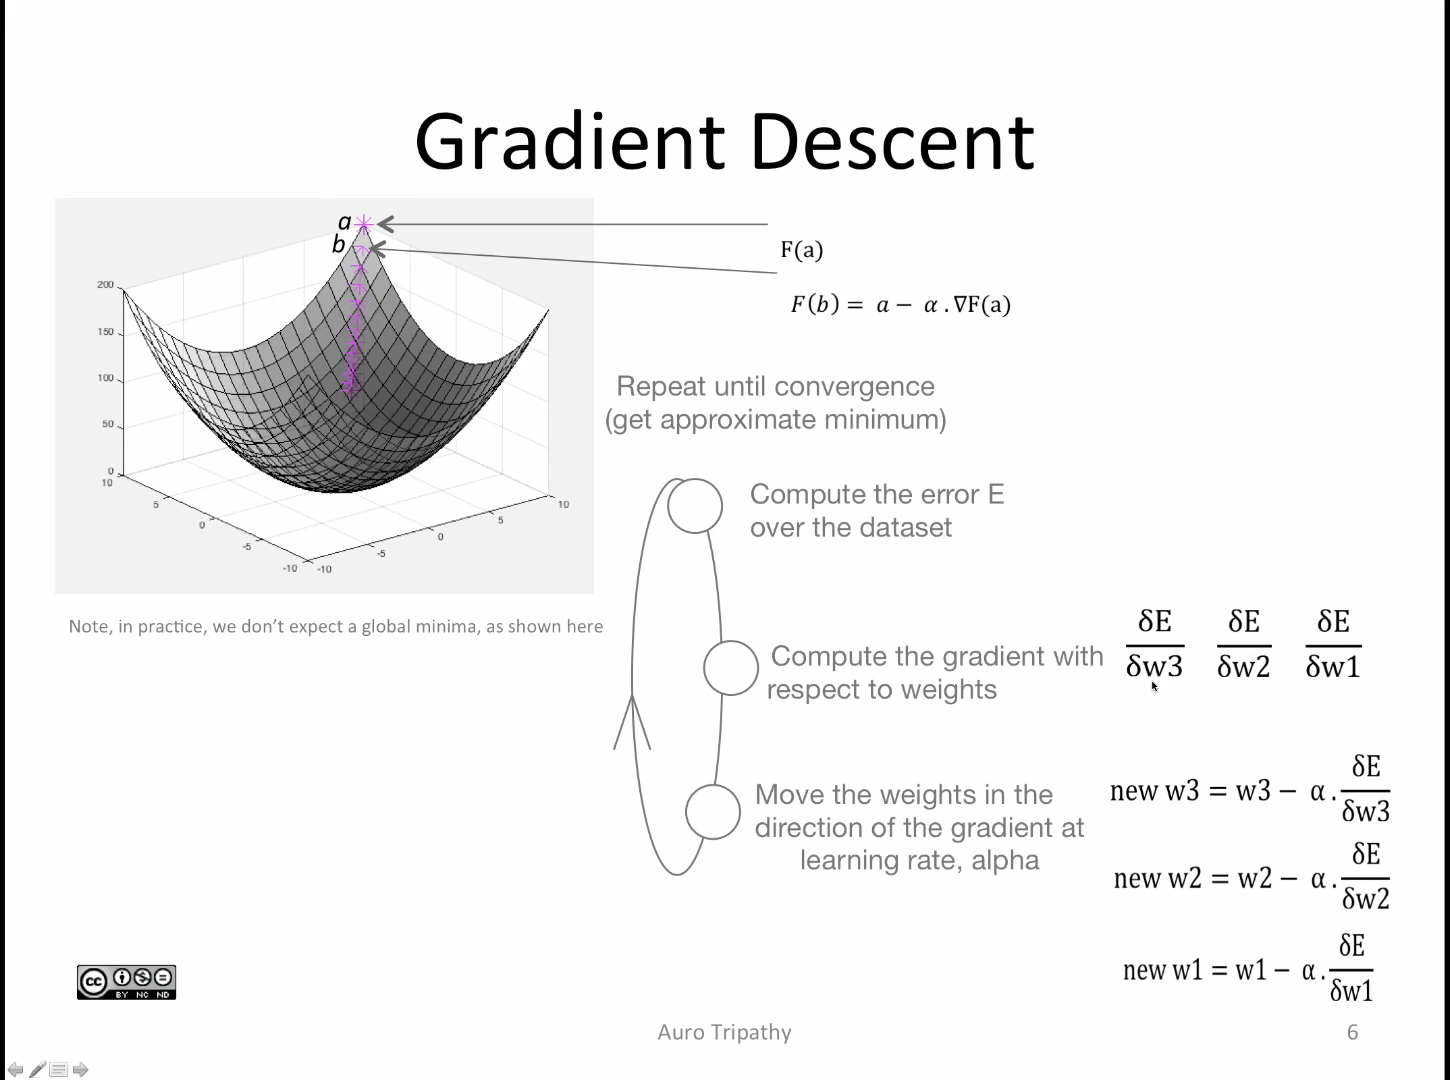 Gradient Descent
a
b
F(a)
F(b) = a − α .∇F(a)
200
150
100
50
0
10
5
0
-5
-10
-10
-5
0
5
10
Note, in practice, we don't expect a global minima, as shown here
Repeat until convergence
(get approximate minimum)
Compute the error E
over the dataset
Compute the gradient with
respect to weights
δE δE δE
δw3 δw2 δw1
Move the weights in the
direction of the gradient at
learning rate, alpha
new w3 = w3 − α . δE/δw3
new w2 = w2 − α . δE/δw2
new w1 = w1 − α . δE/δw1
cc
BY NC ND
Auro Tripathy
6